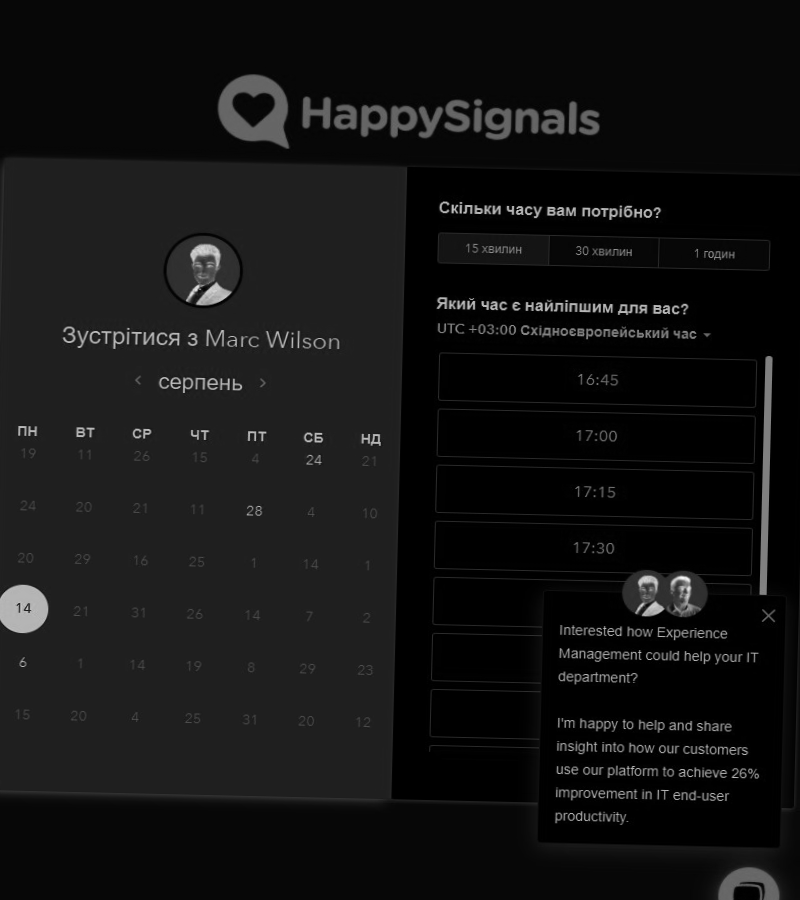 HappySignals
Зустрітися з Marc Wilson
серпень
ПН ВТ СР ЧТ ПТ СБ НД
19 11 26 15 4 24 21
24 20 21 11 28 4 10
20 29 16 25 1 14 1
14 21 31 26 14 7 2
6 1 14 19 8 29 23
15 20 4 25 31 20 12
Скільки часу вам потрібно?
15 хвилин 30 хвилин 1 годин
Який час є найліпшим для вас?
UTC +03:00 Східноєвропейський час
16:45
17:00
17:15
17:30
Interested how Experience
Management could help your IT
department?
I'm happy to help and share
insight into how our customers
use our platform to achieve 26%
improvement in IT end-user
productivity.